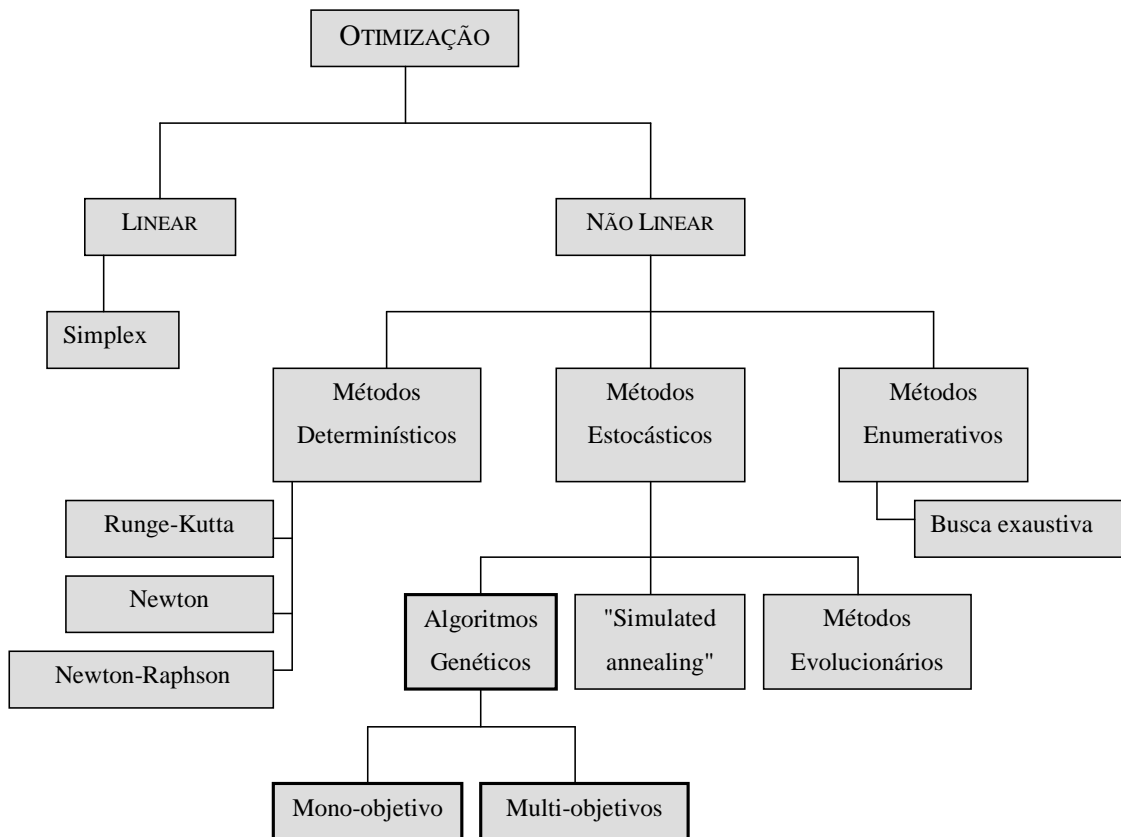 OTIMIZAÇÃO
LINEAR
NÃO LINEAR
Simplex
Métodos
Determinísticos
Métodos
Estocásticos
Métodos
Enumerativos
Runge-Kutta
Newton
Newton-Raphson
Busca exaustiva
Algoritmos
Genéticos
"Simulated
annealing"
Métodos
Evolucionários
Mono-objetivo
Multi-objetivos